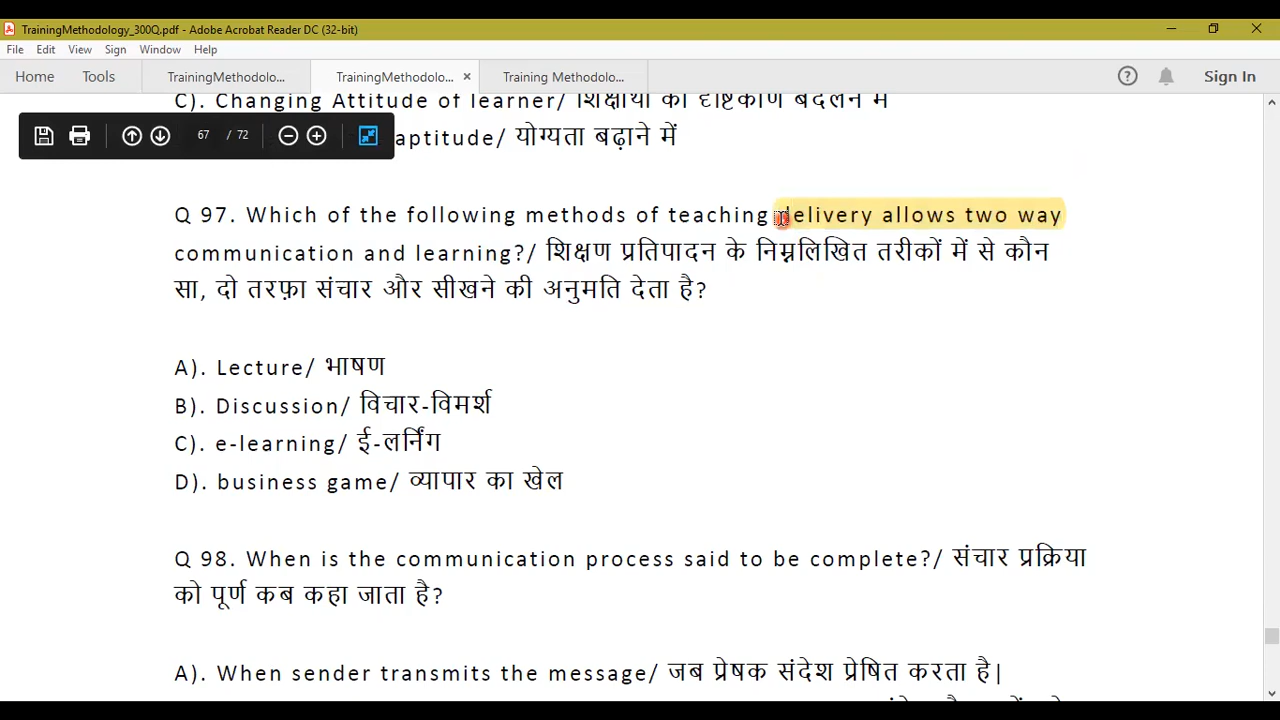 TrainingMethodology_300Q.pdf - Adobe Acrobat Reader DC (32-bit)
File Edit View Sign Window Help
Home Tools TrainingMethodolo... TrainingMethodolo... × Training Methodolo... Sign In
C). Changing Attitude of learner/ शिक्षार्थी का दृष्टिकोण बदलने में
67 / 72
aptitude/ योग्यता बढ़ाने में
Q 97. Which of the following methods of teaching delivery allows two way
communication and learning?/ शिक्षण प्रतिपादन के निम्नलिखित तरीकों में से कौन
सा, दो तरफ़ा संचार और सीखने की अनुमति देता है?
A). Lecture/ भाषण
B). Discussion/ विचार-विमर्श
C). e-learning/ ई-लर्निंग
D). business game/ व्यापार का खेल
Q 98. When is the communication process said to be complete?/ संचार प्रक्रिया
को पूर्ण कब कहा जाता है?
A). When sender transmits the message/ जब प्रेषक संदेश प्रेषित करता है|